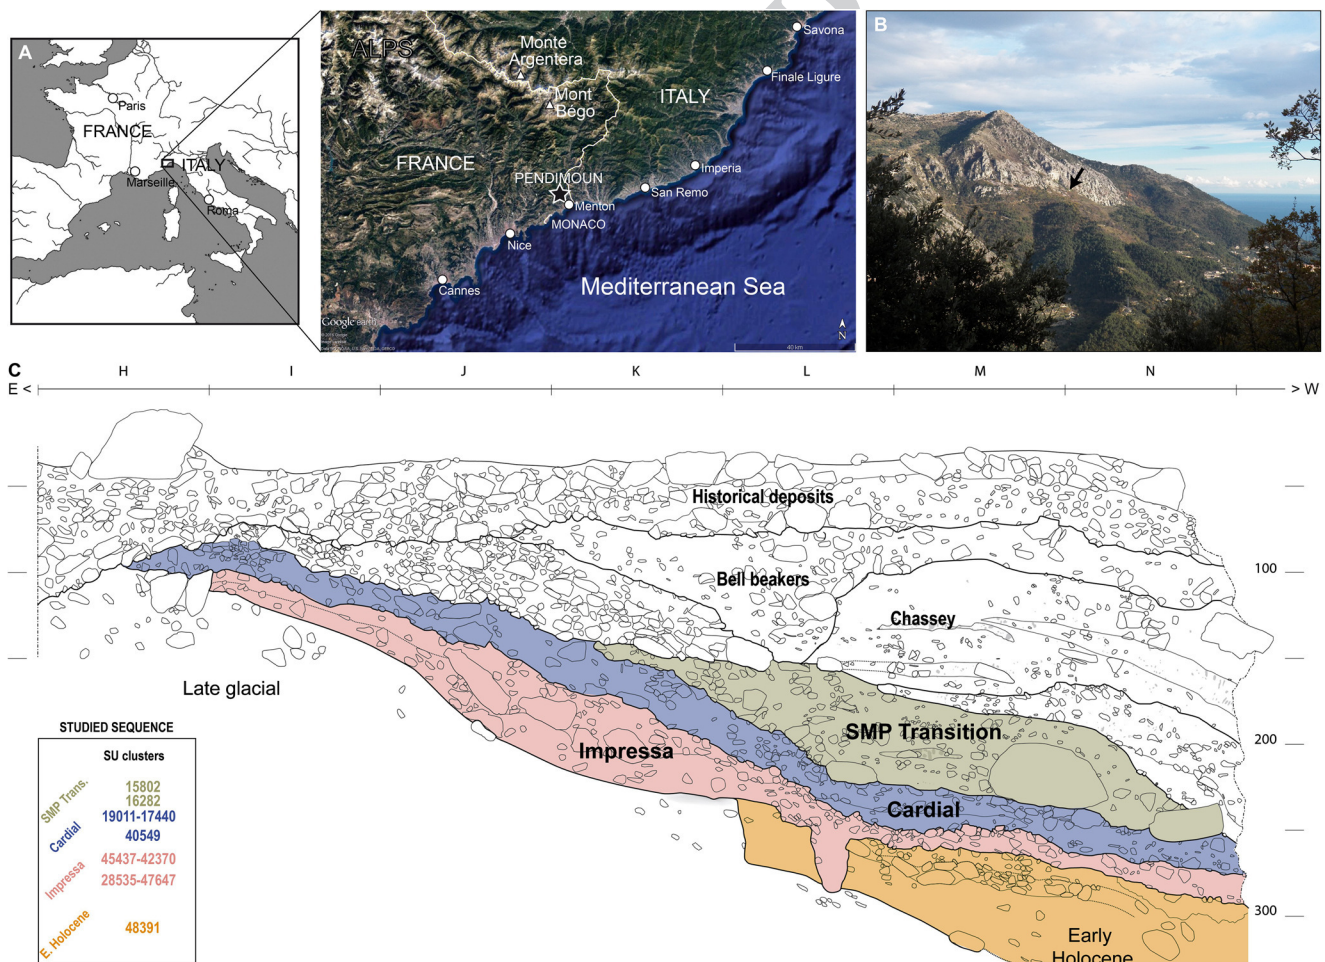 A
Paris
FRANCE
ITALY
Marseille
Roma
ALPS
Monte
Argentera
Mont
Bégo
ITALY
FRANCE
PENDIMOUN
Menton
MONACO
Nice
Cannes
San Remo
Imperia
Finale Ligure
Savona
Mediterranean Sea
Google earth
N
40 km
B
C
H I J K L M N
E < > W
Historical deposits
Bell beakers
100
Chassey
Late glacial
SMP Transition
Impressa
200
Cardial
300
Early
Holocene
STUDIED SEQUENCE
SU clusters
SMP Trans.
15802
16282
Cardial
19011-17440
40549
Impressa
45437-42370
28535-47647
E. Holocene
48391